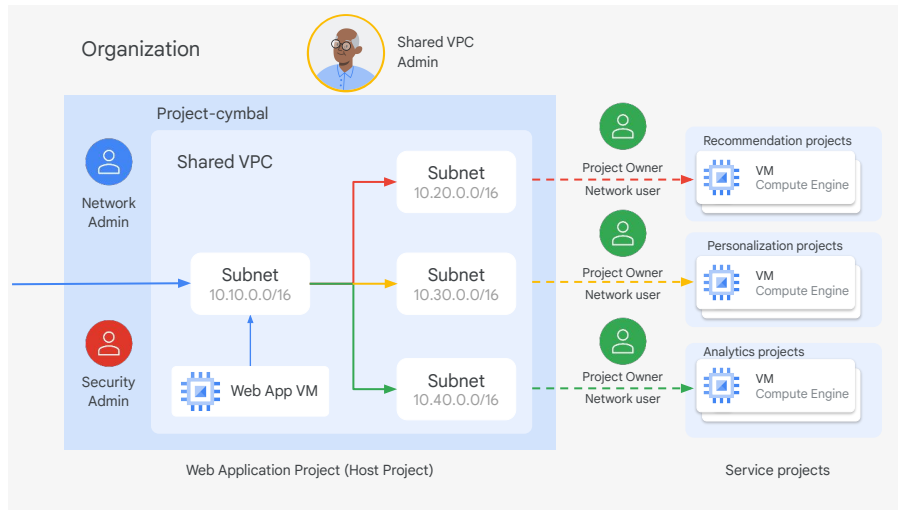 Organization
Shared VPC
Admin
Project-cymbal
Shared VPC
Network
Admin
Security
Admin
Subnet
10.10.0.0/16
Web App VM
Subnet
10.20.0.0/16
Subnet
10.30.0.0/16
Subnet
10.40.0.0/16
Project Owner
Network user
Project Owner
Network user
Project Owner
Network user
Recommendation projects
VM
Compute Engine
Personalization projects
VM
Compute Engine
Analytics projects
VM
Compute Engine
Web Application Project (Host Project)
Service projects